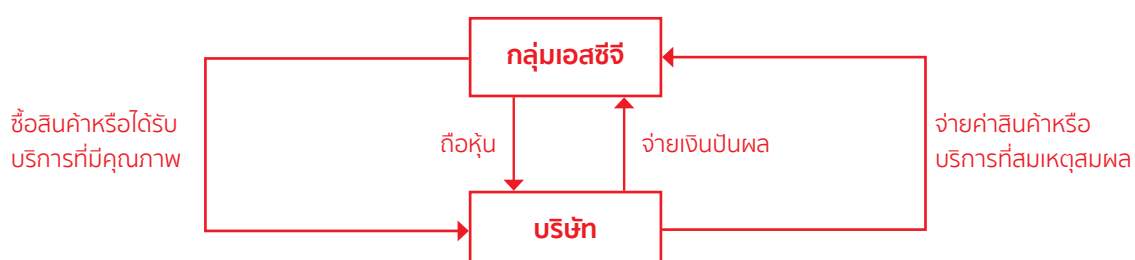 กลุ่มเอสซีจี
ซื้อสินค้าหรือได้รับ
บริการที่มีคุณภาพ
ถือหุ้น
จ่ายเงินปันผล
จ่ายค่าสินค้าหรือ
บริการที่สมเหตุสมผล
บริษัท